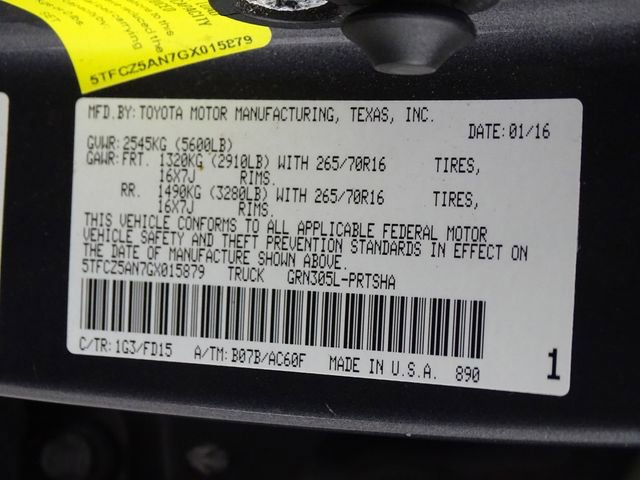 CAPACITY
5TFCZ5AN7GX015879
MFD.BY: TOYOTA MOTOR MANUFACTURING, TEXAS, INC.
DATE: 01/16
GVWR: 2545KG (5600LB)
GAWR: FRT. 1320KG (2910LB) WITH 265/70R16 TIRES,
16X7J RIMS.
RR. 1490KG (3280LB) WITH 265/70R16 TIRES,
16X7J RIMS.
THIS VEHICLE CONFORMS TO ALL APPLICABLE FEDERAL MOTOR
VEHICLE SAFETY AND THEFT PREVENTION STANDARDS IN EFFECT ON
THE DATE OF MANUFACTURE SHOWN ABOVE.
5TFCZ5AN7GX015879 TRUCK GRN305L-PRTSHA
C/TR: 1G3/FD15 A/TM: B07B/AC60F MADE IN U.S.A. 890
1